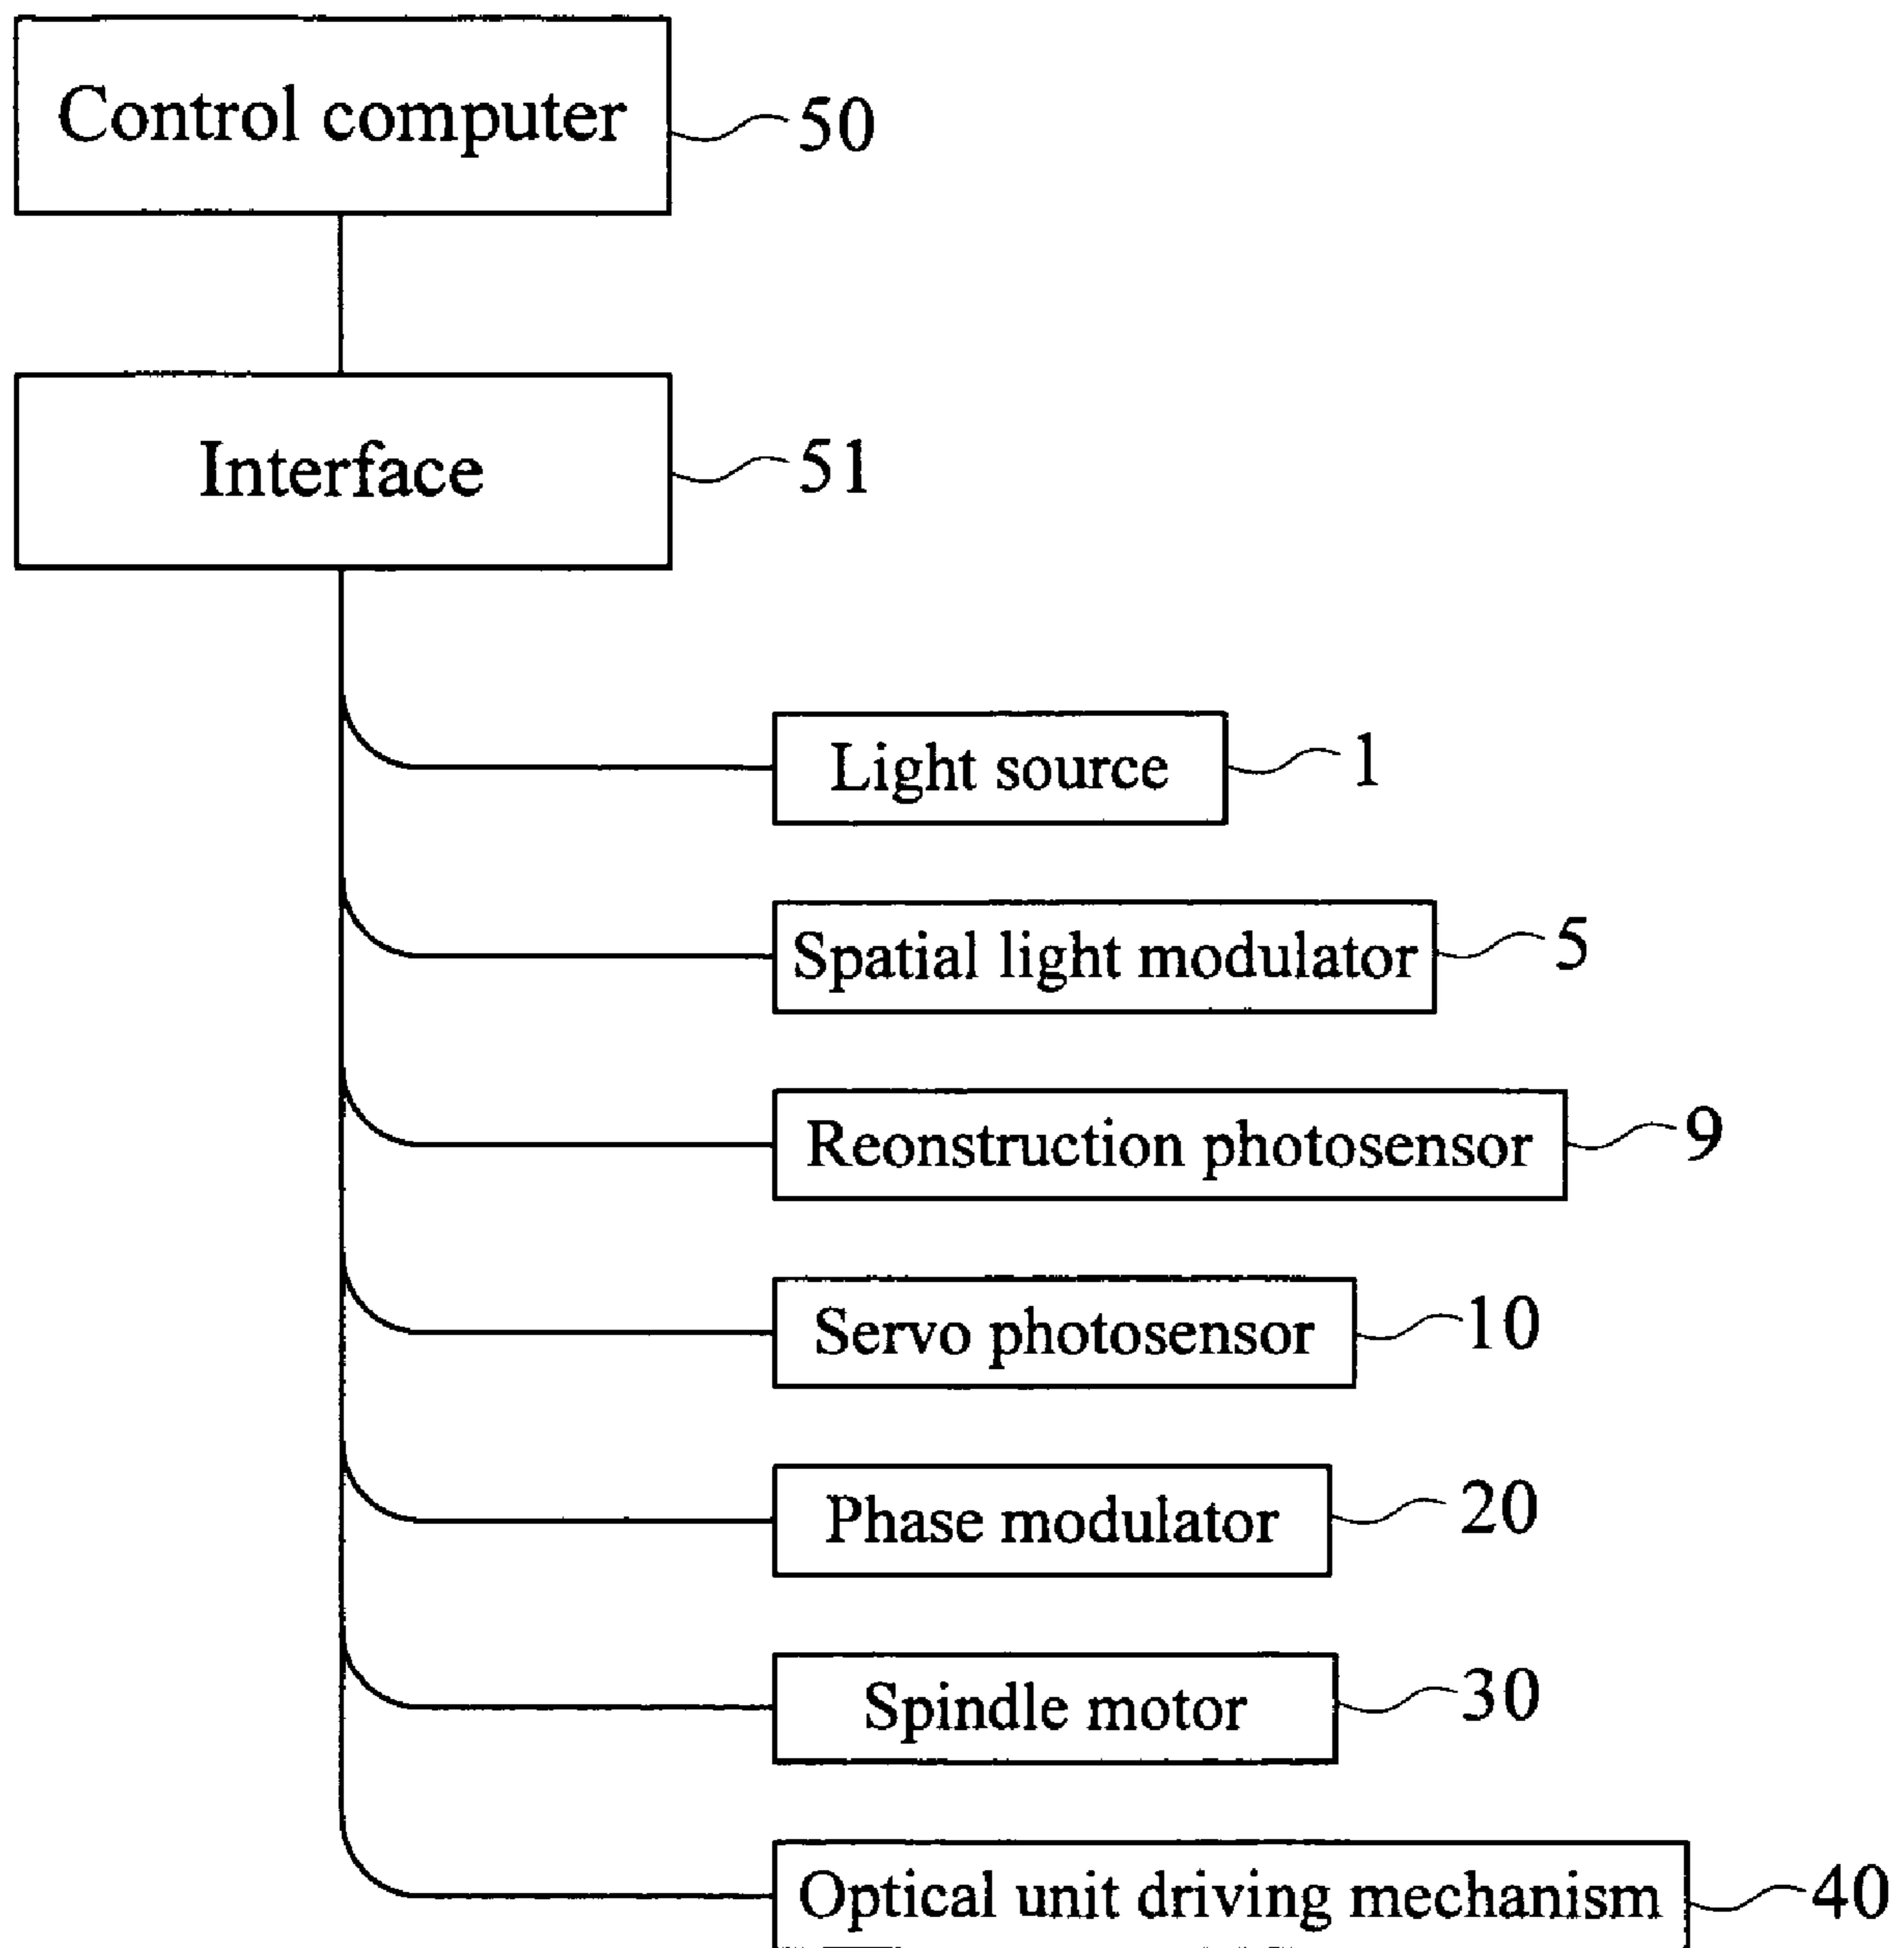 Control computer 50
Interface 51
Light source 1
Spatial light modulator 5
Reonstruction photosensor 9
Servo photosensor 10
Phase modulator 20
Spindle motor 30
Optical unit driving mechanism 40